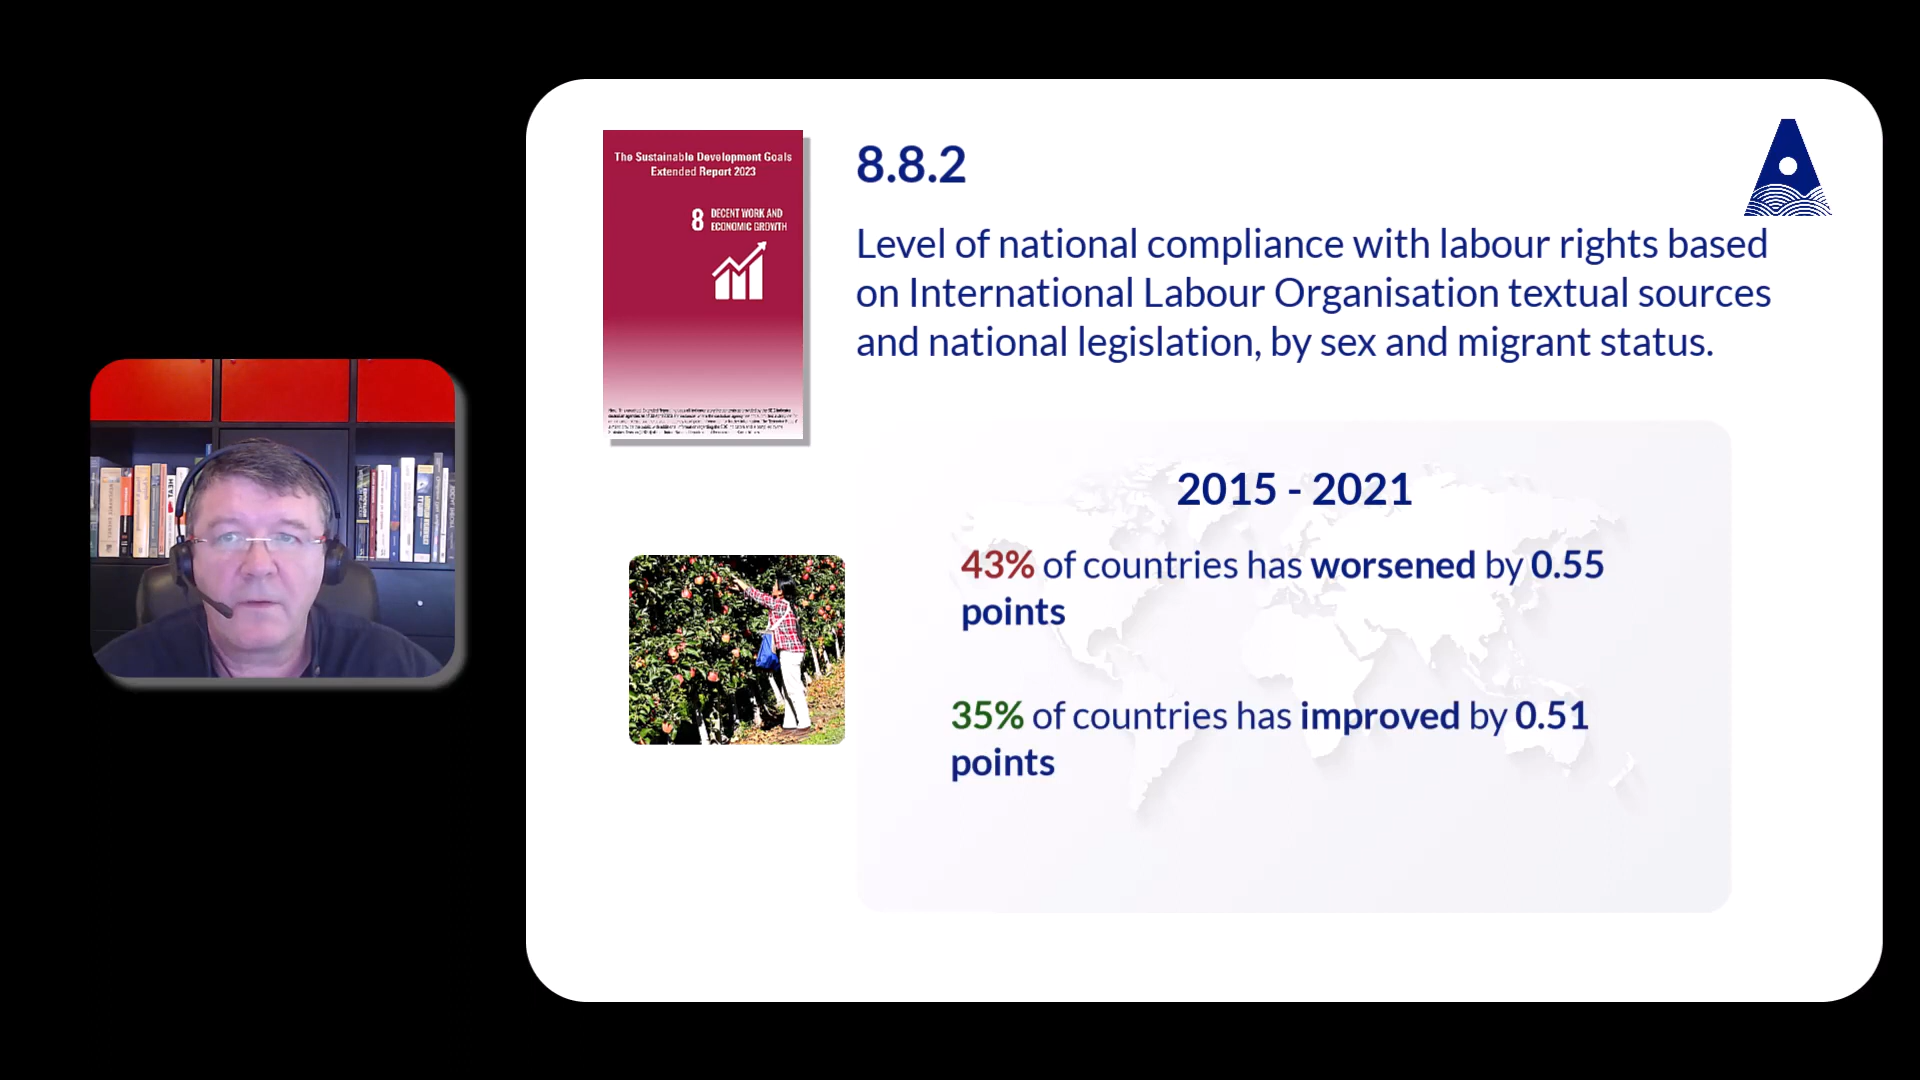 The Sustainable Development Goals
Extended Report 2023
8 DECENT WORK AND
ECONOMIC GROWTH
8.8.2
Level of national compliance with labour rights based
on International Labour Organisation textual sources
and national legislation, by sex and migrant status.
2015 - 2021
43% of countries has worsened by 0.55
points
35% of countries has improved by 0.51
points